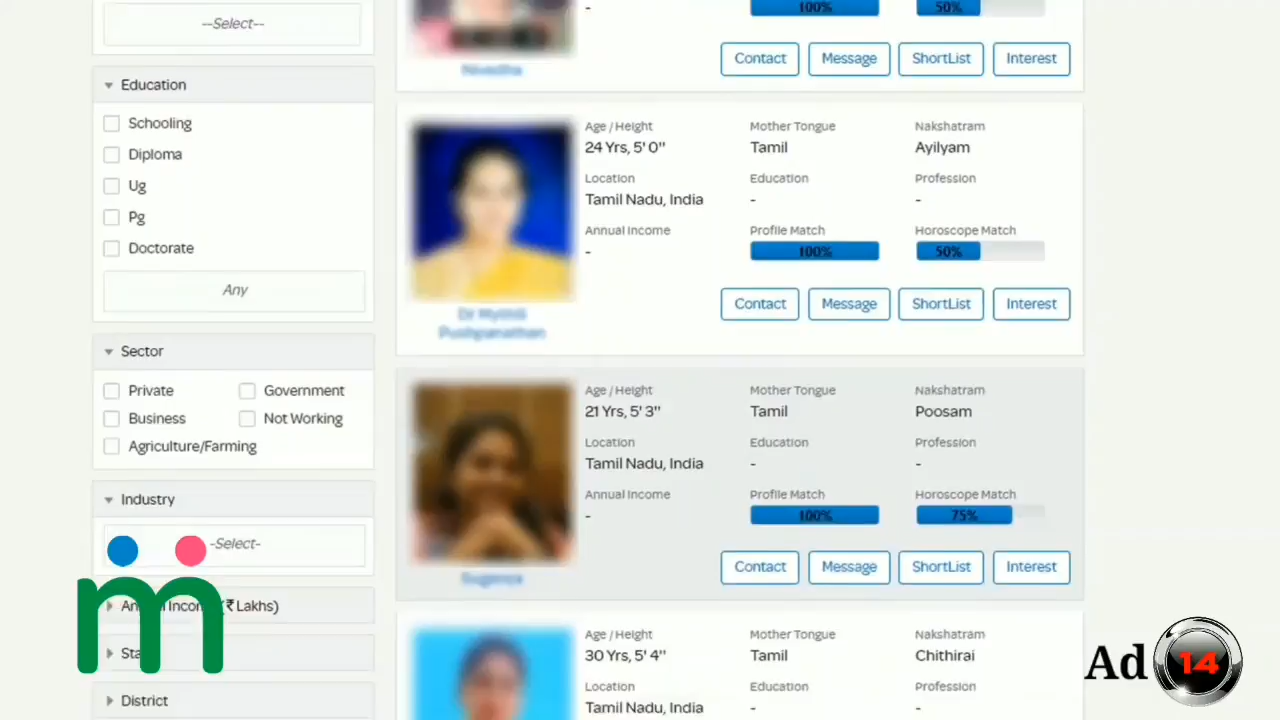 --Select--
Education
Schooling
Diploma
Ug
Pg
Doctorate
Any
Sector
Private Government
Business Not Working
Agriculture/Farming
Industry
-Select-
(₹ Lakhs)
District
-
100% 50%
Contact Message ShortList Interest
Age / Height Mother Tongue Nakshatram
24 Yrs, 5' 0" Tamil Ayilyam
Location Education Profession
Tamil Nadu, India - -
Annual Income Profile Match Horoscope Match
- 100% 50%
Contact Message ShortList Interest
Age / Height Mother Tongue Nakshatram
21 Yrs, 5' 3" Tamil Poosam
Location Education Profession
Tamil Nadu, India - -
Annual Income Profile Match Horoscope Match
- 100% 75%
Contact Message ShortList Interest
Age / Height Mother Tongue Nakshatram
30 Yrs, 5' 4" Tamil Chithirai
Location Education Profession
Tamil Nadu, India - -
m
Ad 14